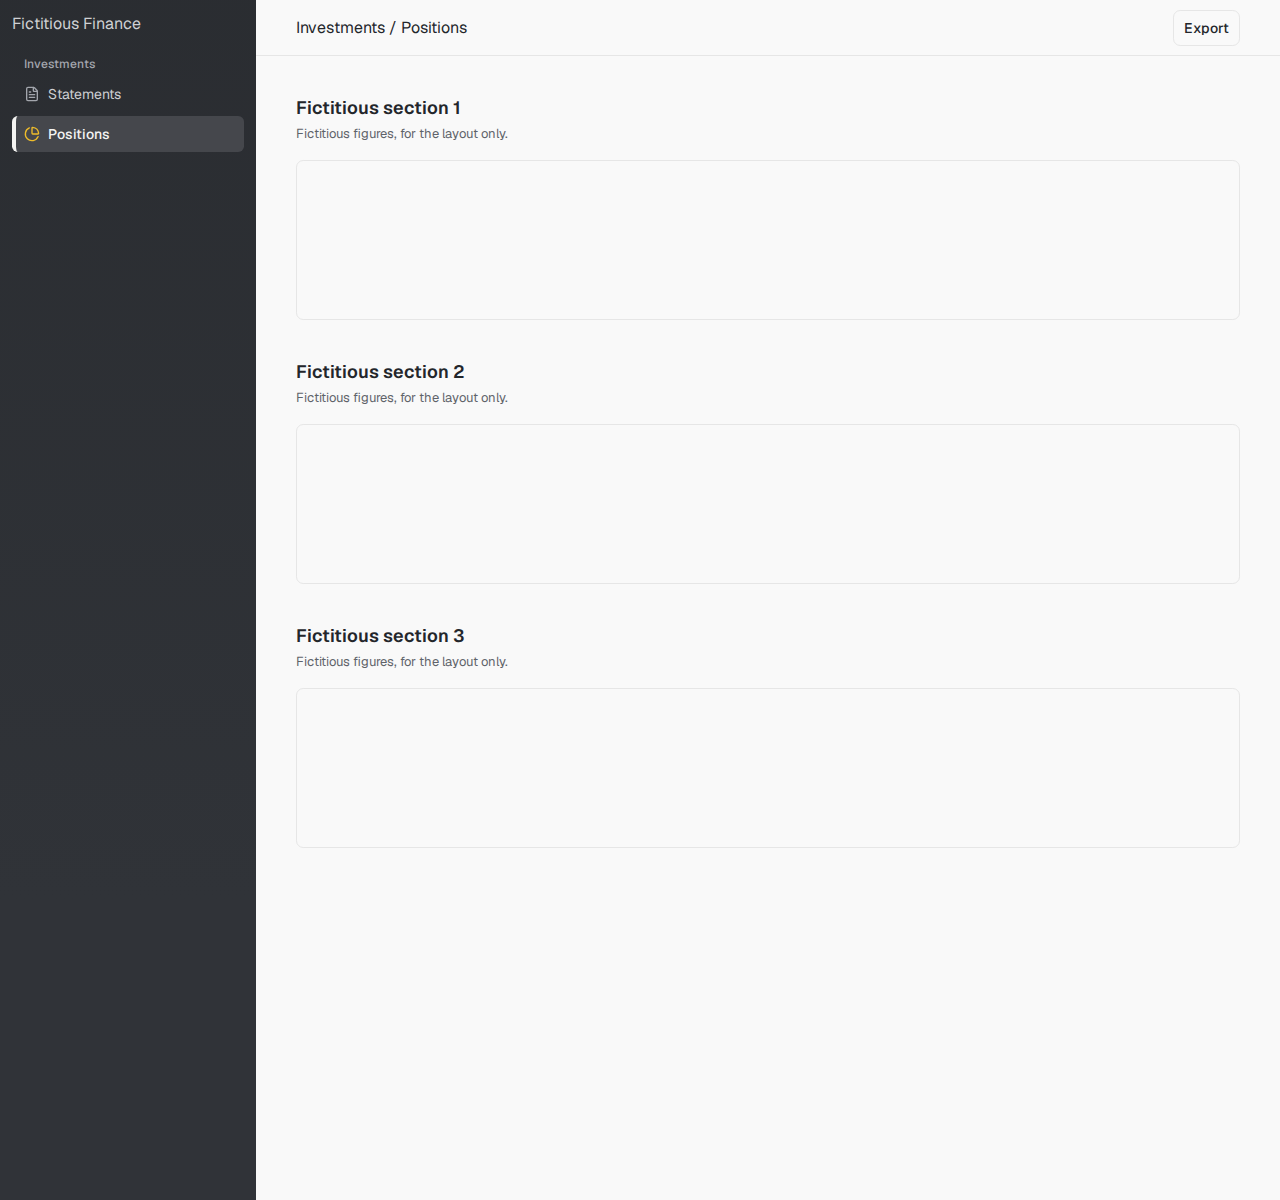 Fictitious Finance
Investments
Statements
Positions
Investments / Positions
Export
Fictitious section 1
Fictitious figures, for the layout only.
Fictitious section 2
Fictitious figures, for the layout only.
Fictitious section 3
Fictitious figures, for the layout only.